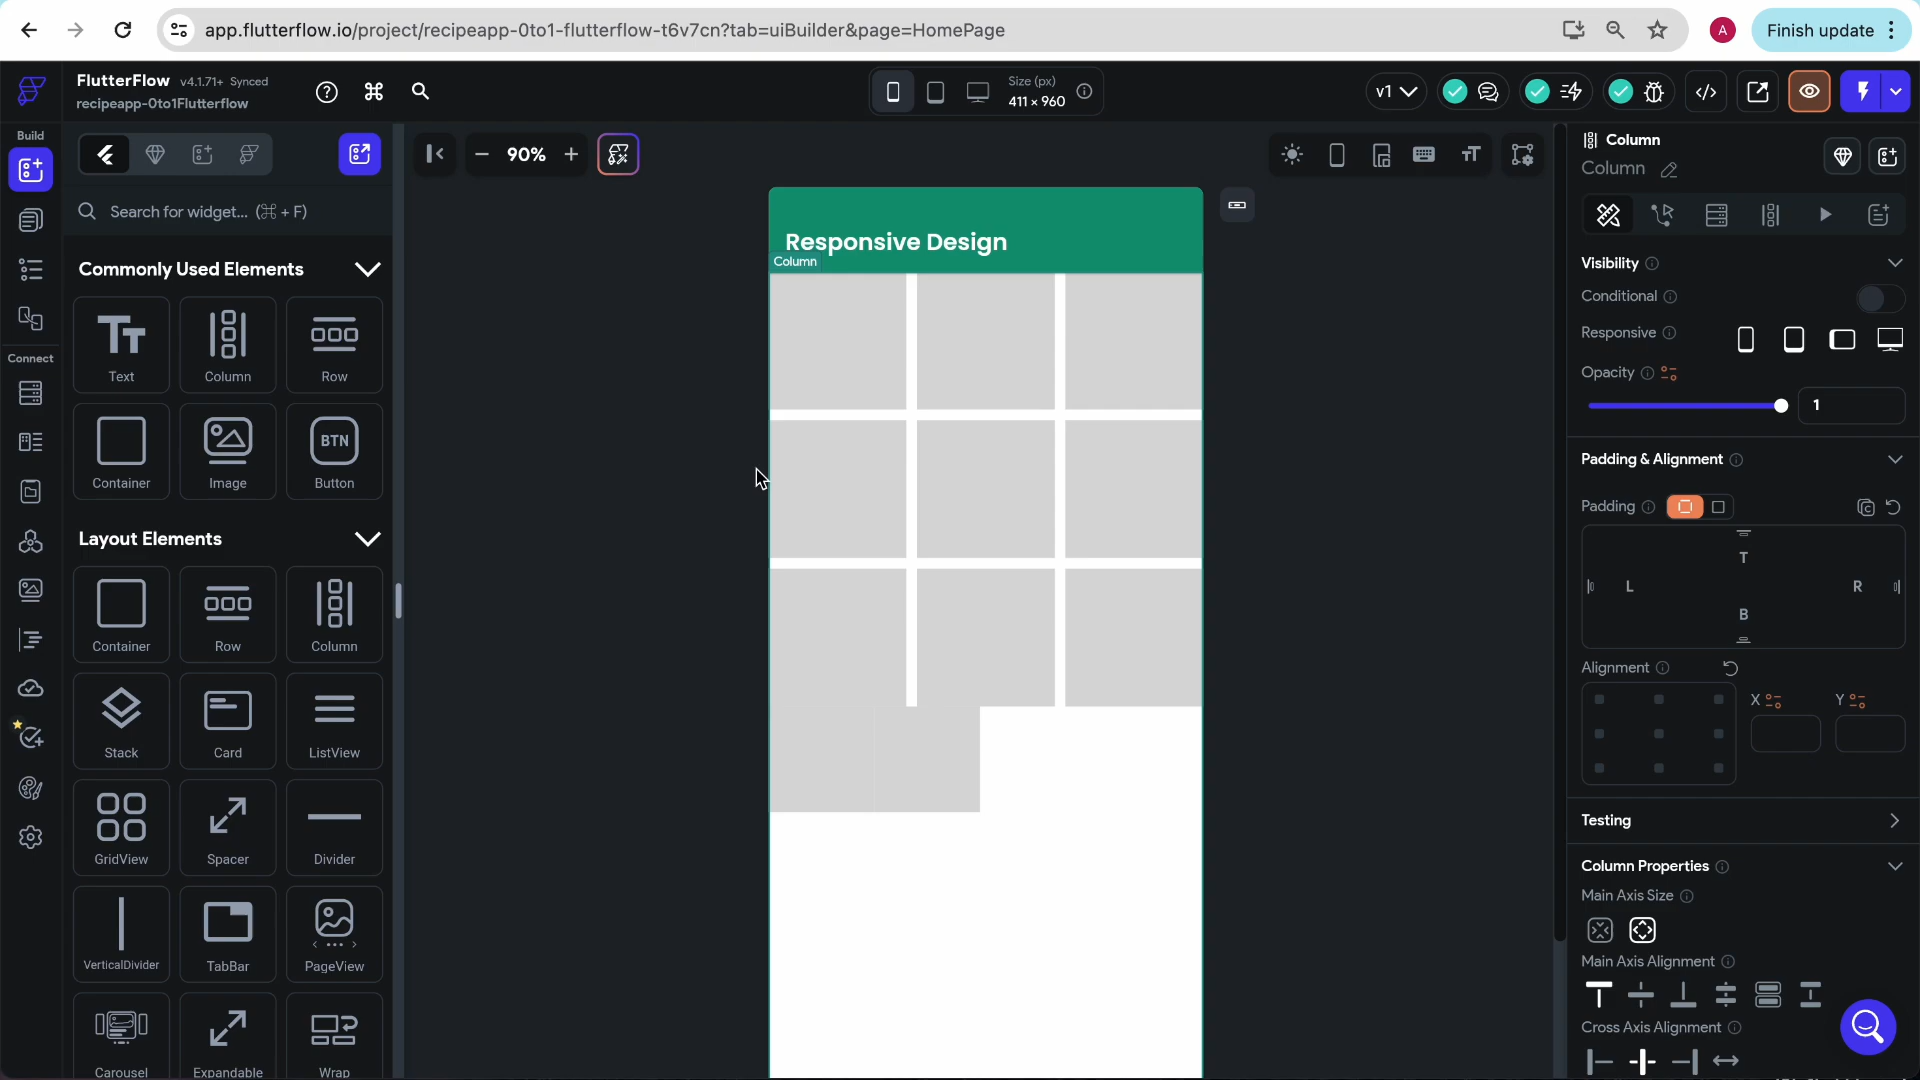 app.flutterflow.io/project/recipeapp-0to1-flutterflow-t6v7cn?tab=uiBuilder&page=HomePage
A
Finish update
FlutterFlow v4.1.71+ Synced
recipeapp-0to1Flutterflow
Size (px)
411 × 960
v1
Build
90%
Search for widget... (⌘ + F)
Commonly Used Elements
Text
Column
Row
Container
Image
BTN
Button
Layout Elements
Container
Row
Column
Stack
Card
ListView
GridView
Spacer
Divider
VerticalDivider
TabBar
PageView
Carousel
Expandable
Wrap
Connect
Responsive Design
Column
Column
Column
Visibility
Conditional
Responsive
Opacity
1
Padding & Alignment
Padding
T
L
R
B
Alignment
X
Y
Testing
Column Properties
Main Axis Size
Main Axis Alignment
Cross Axis Alignment